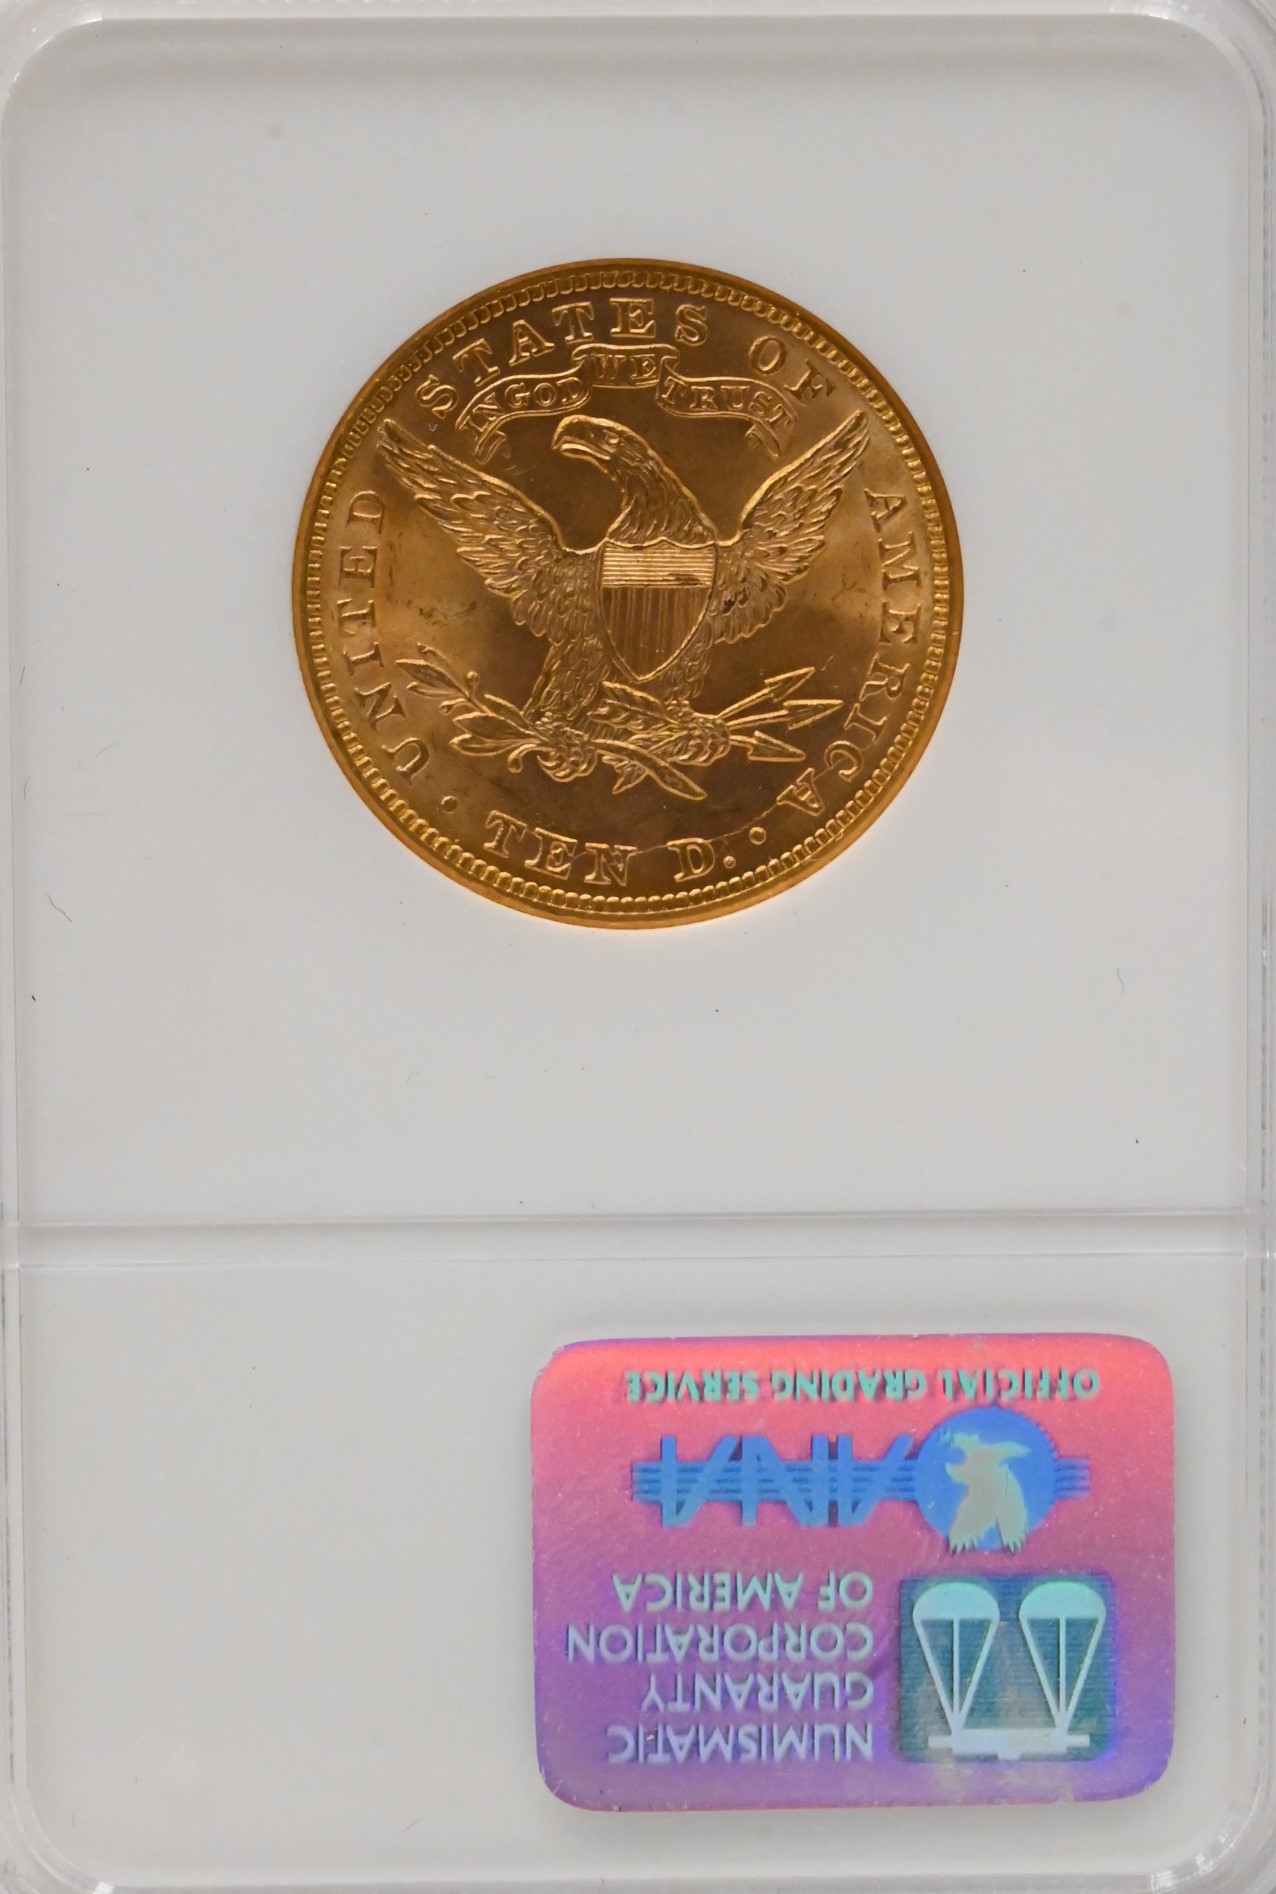 UNITED STATES OF AMERICA
IN GOD WE TRUST
· TEN D. ·
NUMISMATIC
GUARANTY
CORPORATION
OF AMERICA
ANA
OFFICIAL GRADING SERVICE